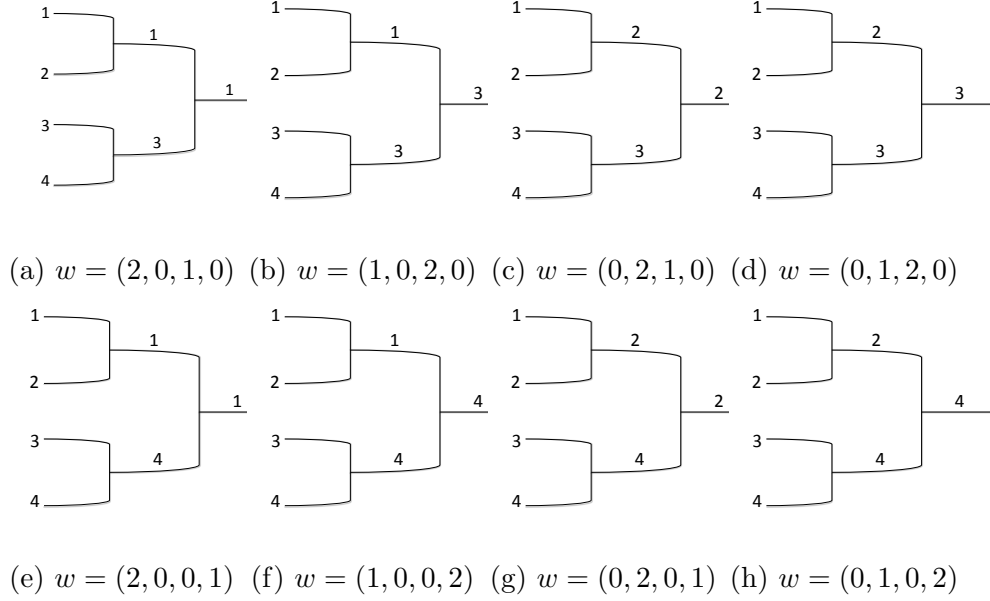 1 1 1 1
1 1 2 2
2 2 2 2
1 3 2 3
3 3 3 3
3 3 3 3
4 4 4 4
(a) w = (2, 0, 1, 0) (b) w = (1, 0, 2, 0) (c) w = (0, 2, 1, 0) (d) w = (0, 1, 2, 0)
1 1 1 1
1 1 2 2
2 2 2 2
1 4 2 4
3 3 3 3
4 4 4 4
4 4 4 4
(e) w = (2, 0, 0, 1) (f) w = (1, 0, 0, 2) (g) w = (0, 2, 0, 1) (h) w = (0, 1, 0, 2)